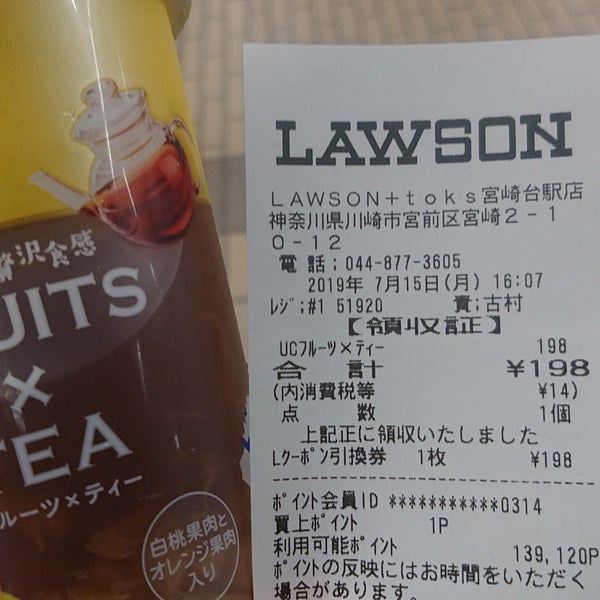 贅沢食感
UITS
×
TEA
ルーツ×ティー
白桃果肉と
オレンジ果肉
入り
LAWSON
LAWSON+toks宮崎台駅店
神奈川県川崎市宮前区宮崎2-1
0-12
電話;044-877-3605
2019年 7月15日(月) 16:07
ﾚｼﾞ;#1 51920 責;古村
【領収証】
UCﾌﾙｰﾂ×ﾃｨｰ 198
合計 ¥198
(内消費税等 ¥14)
点数 1個
上記正に領収いたしました
Lｸｰﾎﾟﾝ引換券 1枚 ¥198
ﾎﾟｲﾝﾄ会員ID ***********0314
買上ﾎﾟｲﾝﾄ 1P
利用可能ﾎﾟｲﾝﾄ 139,120P
ﾎﾟｲﾝﾄの反映にはお時間をいただく
場合があります。